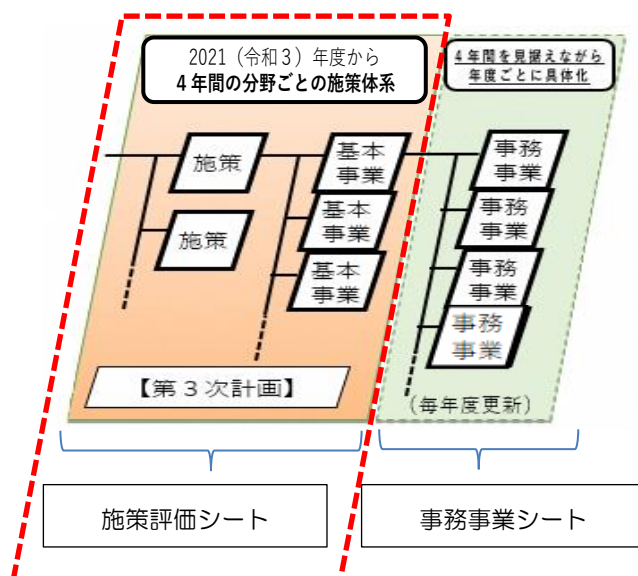 2021（令和３）年度から
４年間の分野ごとの施策体系
４年間を見据えながら
年度ごとに具体化
施策
基本
事業
事務
事業
施策
基本
事業
事務
事業
基本
事業
事務
事業
事務
事業
【第３次計画】
（毎年度更新）
施策評価シート
事務事業シート